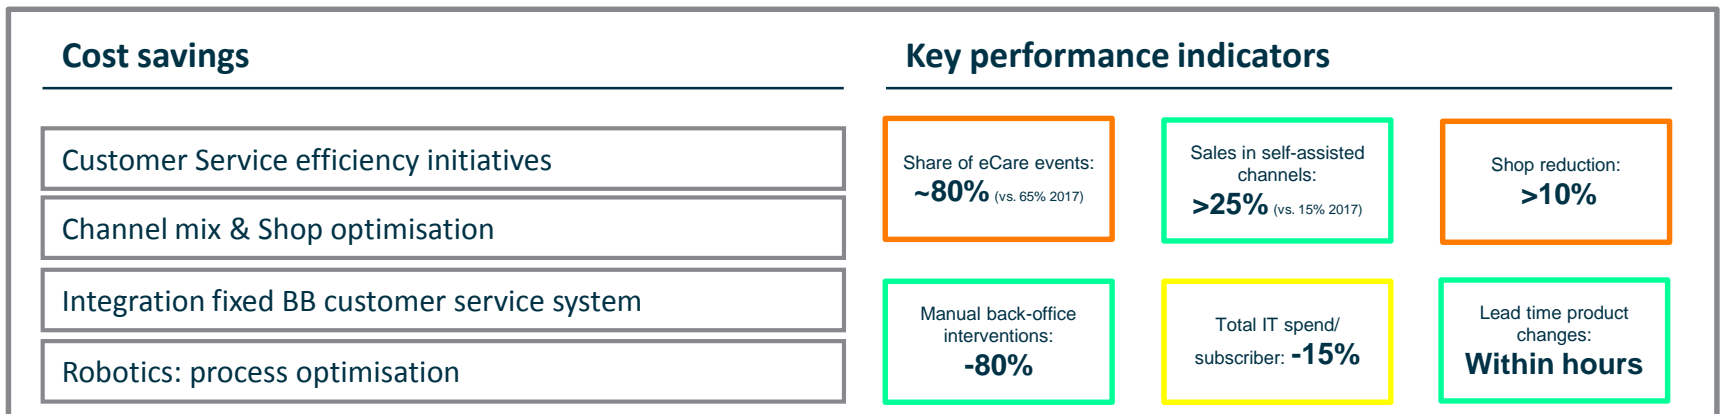 Cost savings
Customer Service efficiency initiatives
Channel mix & Shop optimisation
Integration fixed BB customer service system
Robotics: process optimisation
Key performance indicators
Share of eCare events:
~80% (vs. 65% 2017)
Sales in self-assisted
channels:
>25% (vs. 15% 2017)
Shop reduction:
>10%
Manual back-office
interventions:
-80%
Total IT spend/
subscriber: -15%
Lead time product
changes:
Within hours